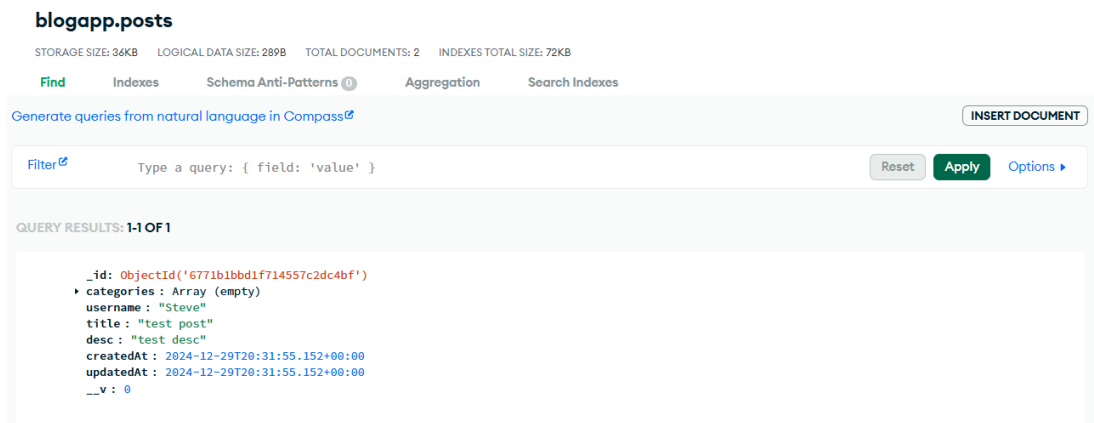 blogapp.posts
STORAGE SIZE: 36KB LOGICAL DATA SIZE: 289B TOTAL DOCUMENTS: 2 INDEXES TOTAL SIZE: 72KB
Find Indexes Schema Anti-Patterns 0 Aggregation Search Indexes
Generate queries from natural language in Compass INSERT DOCUMENT
Filter Type a query: { field: 'value' } Reset Apply Options
QUERY RESULTS: 1-1 OF 1
_id: ObjectId('6771b1bbd1f714557c2dc4bf')
categories: Array (empty)
username: "Steve"
title: "test post"
desc: "test desc"
createdAt: 2024-12-29T20:31:55.152+00:00
updatedAt: 2024-12-29T20:31:55.152+00:00
__v: 0